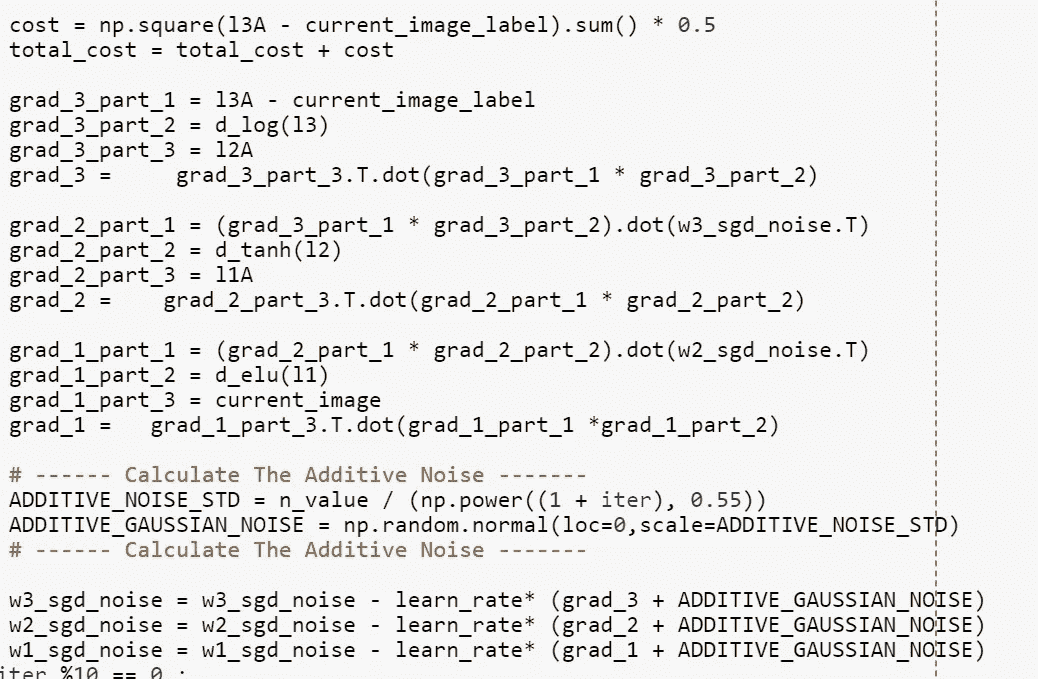 cost = np.square(l3A - current_image_label).sum() * 0.5
total_cost = total_cost + cost
grad_3_part_1 = l3A - current_image_label
grad_3_part_2 = d_log(l3)
grad_3_part_3 = l2A
grad_3 =     grad_3_part_3.T.dot(grad_3_part_1 * grad_3_part_2)
grad_2_part_1 = (grad_3_part_1 * grad_3_part_2).dot(w3_sgd_noise.T)
grad_2_part_2 = d_tanh(l2)
grad_2_part_3 = l1A
grad_2 =    grad_2_part_3.T.dot(grad_2_part_1 * grad_2_part_2)
grad_1_part_1 = (grad_2_part_1 * grad_2_part_2).dot(w2_sgd_noise.T)
grad_1_part_2 = d_elu(l1)
grad_1_part_3 = current_image
grad_1 =   grad_1_part_3.T.dot(grad_1_part_1 *grad_1_part_2)
# ------ Calculate The Additive Noise -------
ADDITIVE_NOISE_STD = n_value / (np.power((1 + iter), 0.55))
ADDITIVE_GAUSSIAN_NOISE = np.random.normal(loc=0,scale=ADDITIVE_NOISE_STD)
# ------ Calculate The Additive Noise -------
w3_sgd_noise = w3_sgd_noise - learn_rate* (grad_3 + ADDITIVE_GAUSSIAN_NOISE)
w2_sgd_noise = w2_sgd_noise - learn_rate* (grad_2 + ADDITIVE_GAUSSIAN_NOISE)
w1_sgd_noise = w1_sgd_noise - learn_rate* (grad_1 + ADDITIVE_GAUSSIAN_NOISE)
iter %10 == 0 :